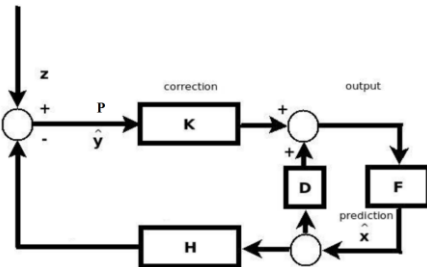 z
correction
output
+
P
K
+
-
ŷ
+
D
F
prediction
x̂
H